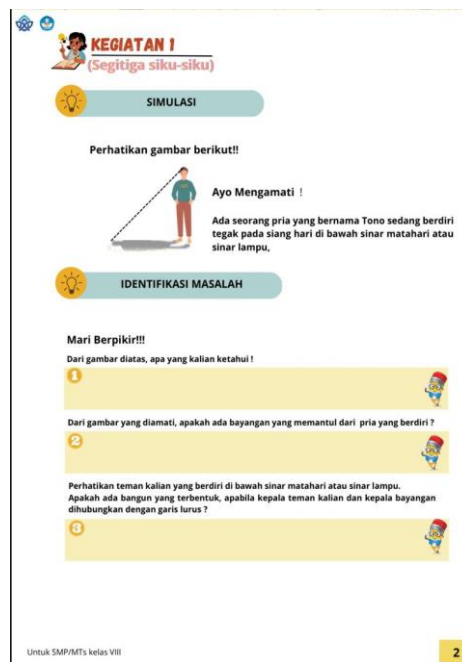 KEGIATAN 1
(Segitiga siku-siku)
SIMULASI
Perhatikan gambar berikut!!
Ayo Mengamati !
Ada seorang pria yang bernama Tono sedang berdiri
tegak pada siang hari di bawah sinar matahari atau
sinar lampu,
IDENTIFIKASI MASALAH
Mari Berpikir!!!
Dari gambar diatas, apa yang kalian ketahui !
1
Dari gambar yang diamati, apakah ada bayangan yang memantul dari pria yang berdiri ?
2
Perhatikan teman kalian yang berdiri di bawah sinar matahari atau sinar lampu.
Apakah ada bangun yang terbentuk, apabila kepala teman kalian dan kepala bayangan
dihubungkan dengan garis lurus ?
3
Untuk SMP/MTs kelas VIII
2